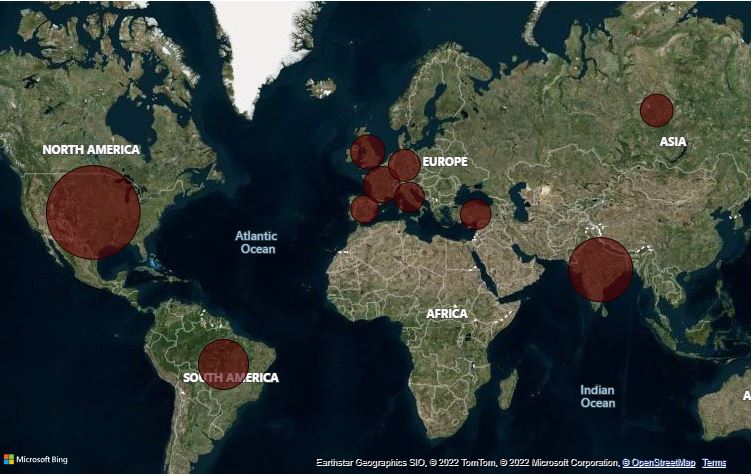 NORTH AMERICA
ASIA
EUROPE
Atlantic
Ocean
AFRICA
SOUTH AMERICA
Indian
Ocean
A
Microsoft Bing
Earthstar Geographics SIO, © 2022 TomTom, © 2022 Microsoft Corporation, © OpenStreetMap Terms